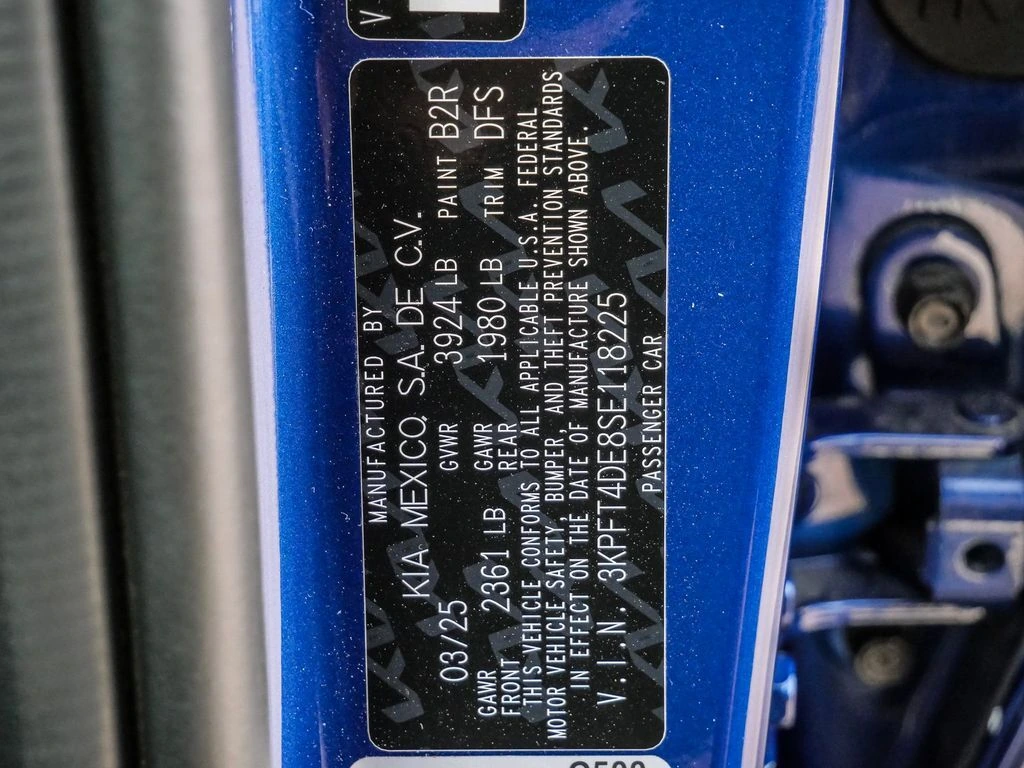 V.
MANUFACTURED BY
KIA MEXICO, S.A. DE C.V.
03/25 GVWR 3924 LB PAINT B2R
GAWR FRONT 2361 LB GAWR REAR 1980 LB TRIM DFS
THIS VEHICLE CONFORMS TO ALL APPLICABLE U.S.A. FEDERAL
MOTOR VEHICLE SAFETY, BUMPER, AND THEFT PREVENTION STANDARDS
IN EFFECT ON THE DATE OF MANUFACTURE SHOWN ABOVE.
V.I.N. 3KPFT4DE8SE118225
PASSENGER CAR